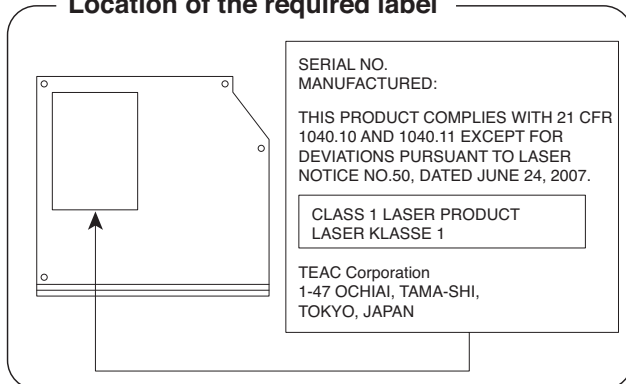 Location of the required label
SERIAL NO.
MANUFACTURED:
THIS PRODUCT COMPLIES WITH 21 CFR
1040.10 AND 1040.11 EXCEPT FOR
DEVIATIONS PURSUANT TO LASER
NOTICE NO.50, DATED JUNE 24, 2007.
CLASS 1 LASER PRODUCT
LASER KLASSE 1
TEAC Corporation
1-47 OCHIAI, TAMA-SHI,
TOKYO, JAPAN